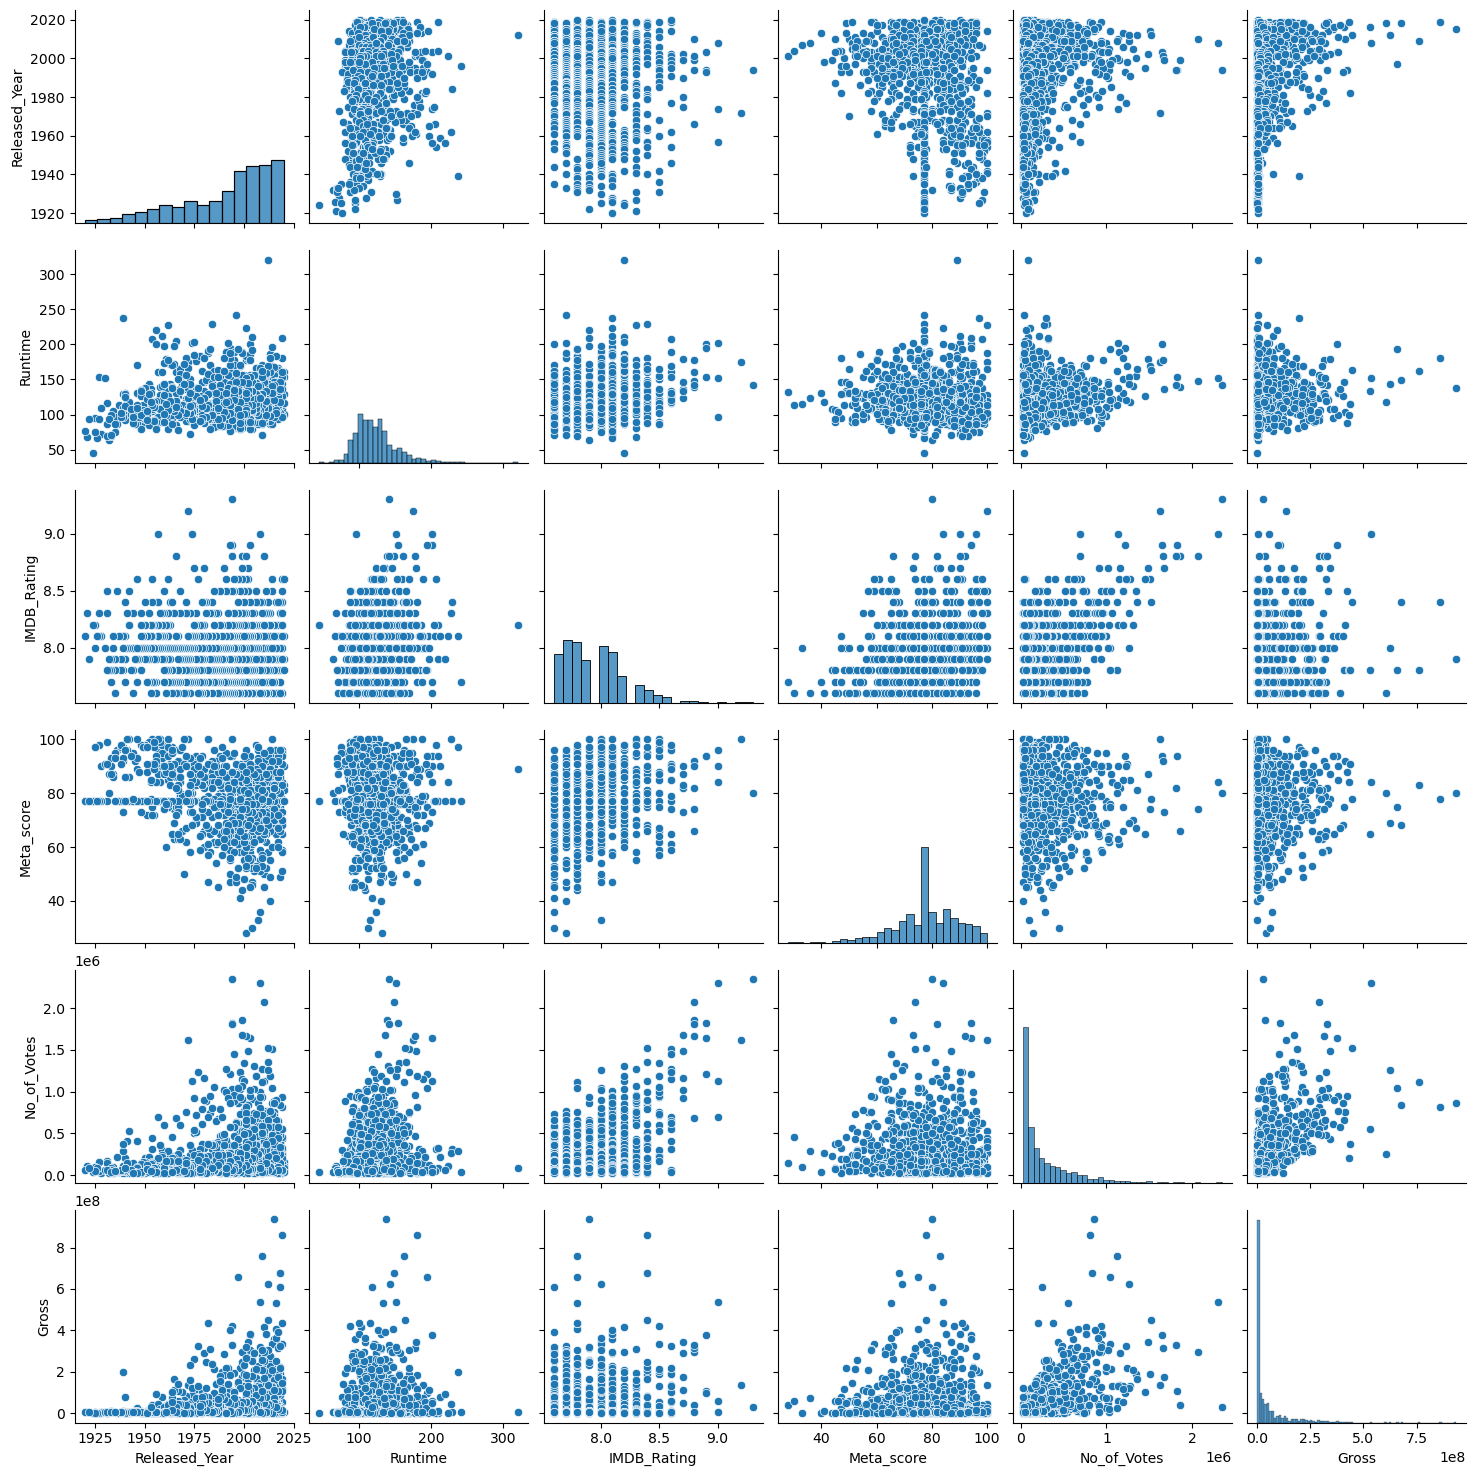 2020
2000
1980
1960
1940
1920
Released_Year
300
250
200
150
100
50
Runtime
9.0
8.5
8.0
IMDB_Rating
100
80
60
40
Meta_score
1e6
2.0
1.5
1.0
0.5
0.0
No_of_Votes
1e8
8
6
4
2
0
Gross
1925 1950 1975 2000 2025
Released_Year
100 200 300
Runtime
8.0 9.0
IMDB_Rating
40 60 80 100
Meta_score
0 1 2
1e6
No_of_Votes
0.0 2.5 5.0 7.5
1e8
Gross